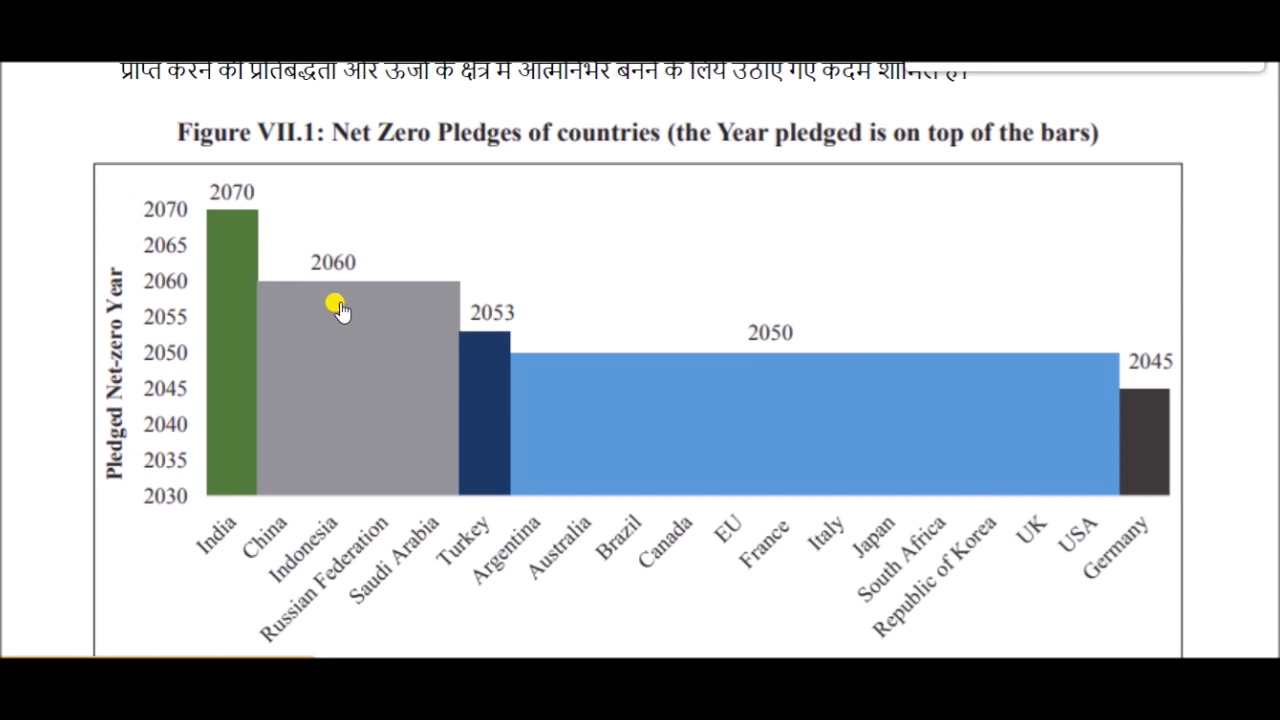 प्राप्त करने की प्रतिबद्धता और ऊर्जा के क्षेत्र में आत्मनिर्भर बनने के लिये उठाए गए कदम शामिल हैं।
Figure VII.1: Net Zero Pledges of countries (the Year pledged is on top of the bars)
Pledged Net-zero Year
2070
2065
2060
2055
2050
2045
2040
2035
2030
2070
2060
2053
2050
2045
India
China
Indonesia
Russian Federation
Saudi Arabia
Turkey
Argentina
Australia
Brazil
Canada
EU
France
Italy
Japan
South Africa
Republic of Korea
UK
USA
Germany